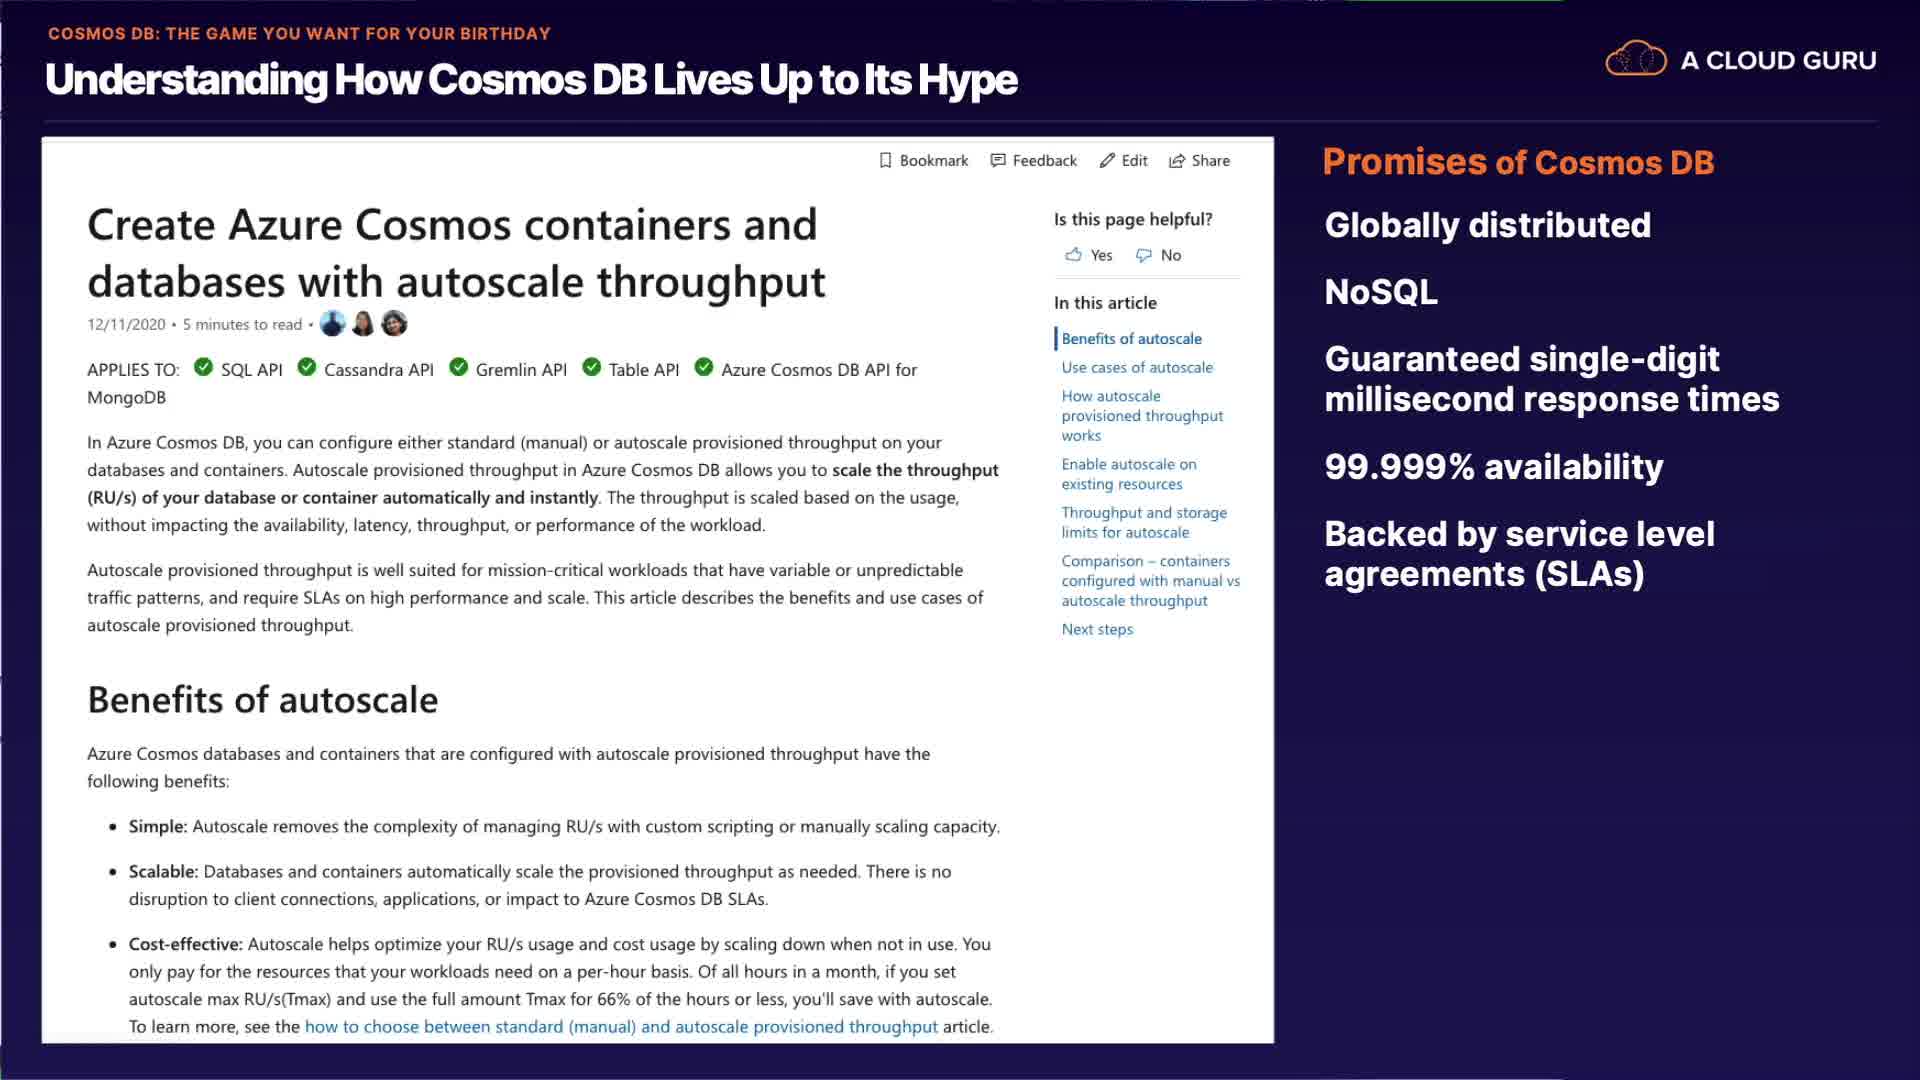 COSMOS DB: THE GAME YOU WANT FOR YOUR BIRTHDAY
Understanding How Cosmos DB Lives Up to Its Hype
A CLOUD GURU
Bookmark Feedback Edit Share
Create Azure Cosmos containers and
databases with autoscale throughput
12/11/2020 • 5 minutes to read •
APPLIES TO: SQL API Cassandra API Gremlin API Table API Azure Cosmos DB API for
MongoDB
In Azure Cosmos DB, you can configure either standard (manual) or autoscale provisioned throughput on your
databases and containers. Autoscale provisioned throughput in Azure Cosmos DB allows you to scale the throughput
(RU/s) of your database or container automatically and instantly. The throughput is scaled based on the usage,
without impacting the availability, latency, throughput, or performance of the workload.
Autoscale provisioned throughput is well suited for mission-critical workloads that have variable or unpredictable
traffic patterns, and require SLAs on high performance and scale. This article describes the benefits and use cases of
autoscale provisioned throughput.
Benefits of autoscale
Azure Cosmos databases and containers that are configured with autoscale provisioned throughput have the
following benefits:
• Simple: Autoscale removes the complexity of managing RU/s with custom scripting or manually scaling capacity.
• Scalable: Databases and containers automatically scale the provisioned throughput as needed. There is no
disruption to client connections, applications, or impact to Azure Cosmos DB SLAs.
• Cost-effective: Autoscale helps optimize your RU/s usage and cost usage by scaling down when not in use. You
only pay for the resources that your workloads need on a per-hour basis. Of all hours in a month, if you set
autoscale max RU/s(Tmax) and use the full amount Tmax for 66% of the hours or less, you'll save with autoscale.
To learn more, see the how to choose between standard (manual) and autoscale provisioned throughput article.
Is this page helpful?
Yes No
In this article
Benefits of autoscale
Use cases of autoscale
How autoscale
provisioned throughput
works
Enable autoscale on
existing resources
Throughput and storage
limits for autoscale
Comparison – containers
configured with manual vs
autoscale throughput
Next steps
Promises of Cosmos DB
Globally distributed
NoSQL
Guaranteed single-digit
millisecond response times
99.999% availability
Backed by service level
agreements (SLAs)